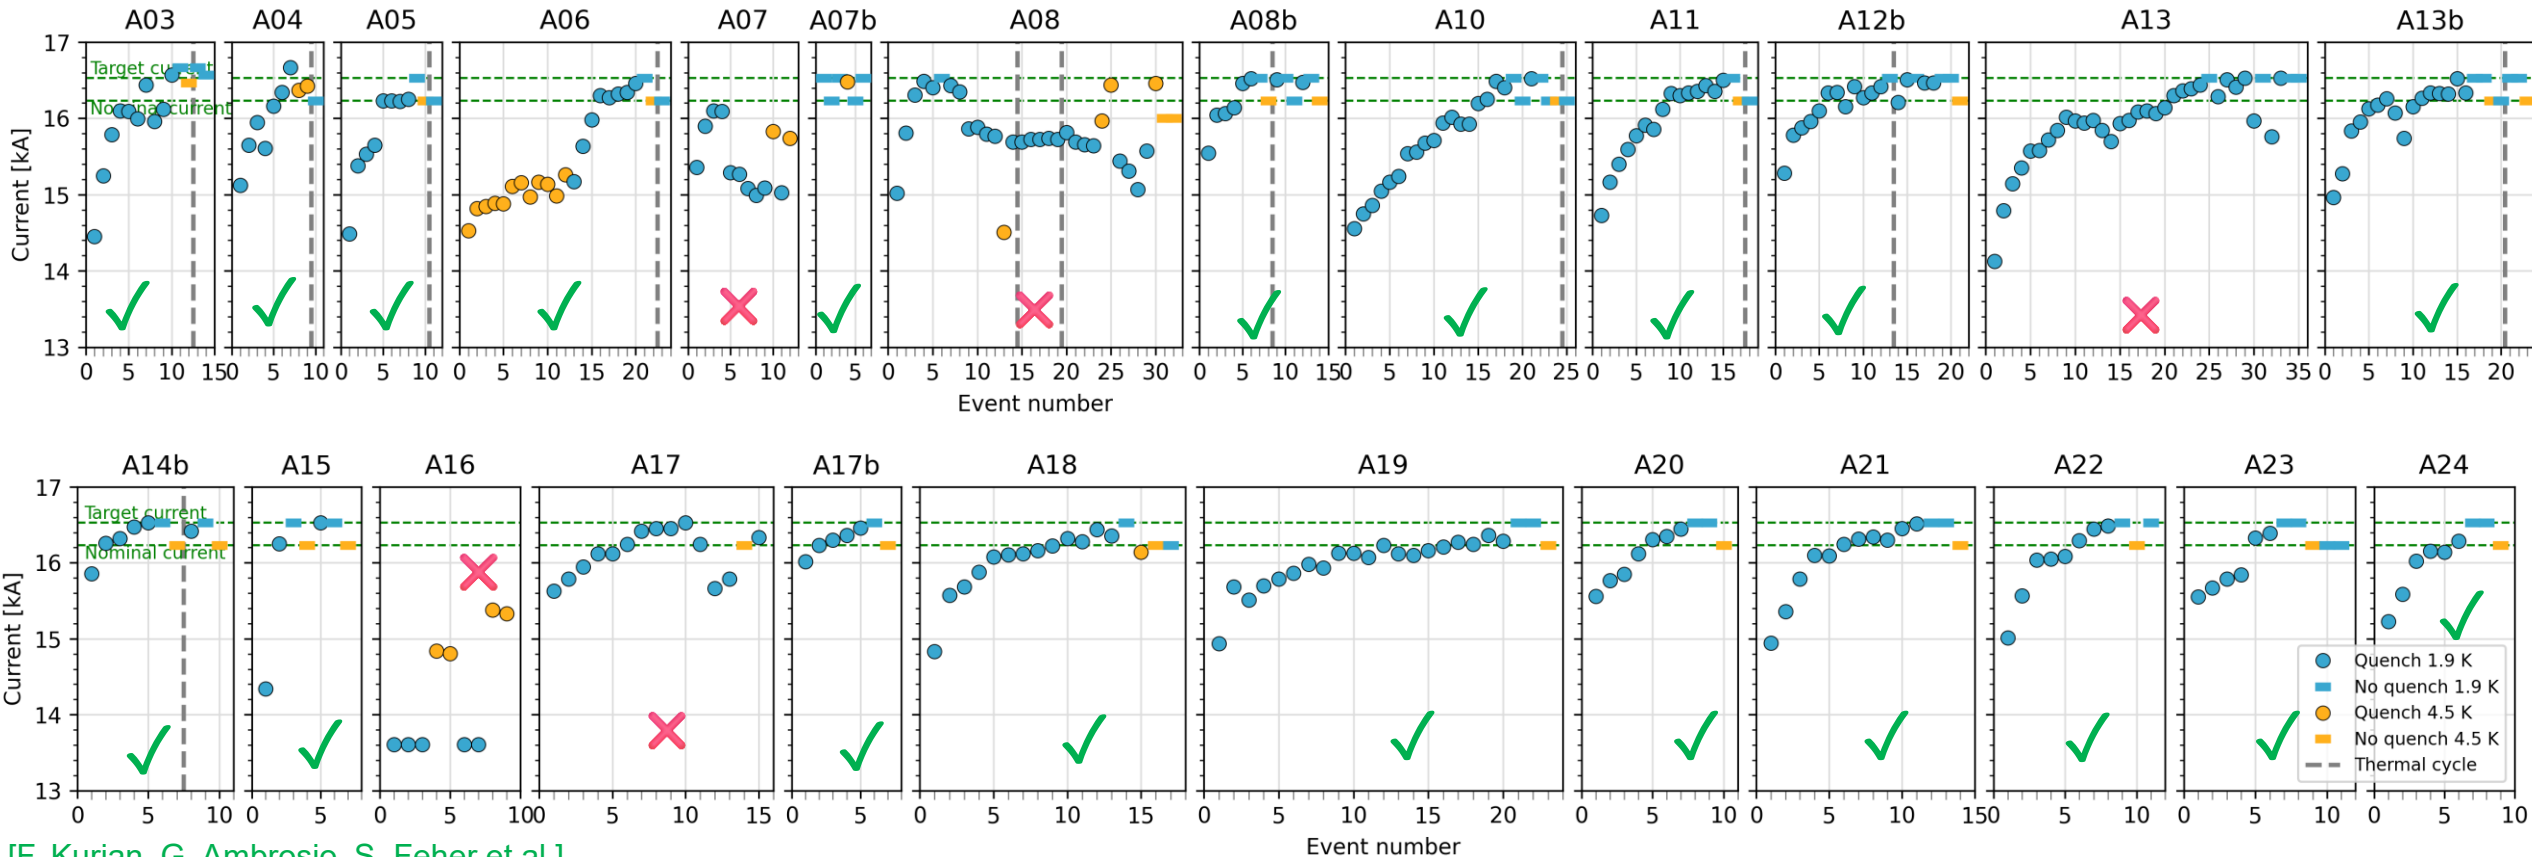 A03 A04 A05 A06 A07 A07b A08 A08b A10 A11 A12b A13 A13b
17
Target current
Nominal current
16
15
14
13
Current [kA]
0 5 10 15 0 5 10 0 5 10 0 5 10 15 20 0 5 10 0 5 0 5 10 15 20 25 30 0 5 10 15 0 5 10 15 20 25 0 5 10 15 0 5 10 15 20 0 5 10 15 20 25 30 35 0 5 10 15 20
Event number
A14b A15 A16 A17 A17b A18 A19 A20 A21 A22 A23 A24
17
Target current
Nominal current
16
15
14
13
Current [kA]
Quench 1.9 K
No quench 1.9 K
Quench 4.5 K
No quench 4.5 K
Thermal cycle
0 5 10 0 5 0 5 10 0 5 10 15 0 5 0 5 10 15 0 5 10 15 20 0 5 10 0 5 10 15 0 5 10 0 5 10 0 5 10
Event number
[E. Kurian, G. Ambrosio, S. Feher et al.]